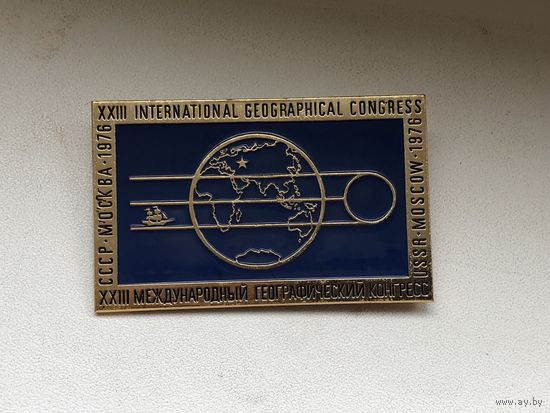 XXIII INTERNATIONAL GEOGRAPHICAL CONGRESS
СССР·МОСКВА·1976
USSR·MOSCOW·1976
XXIII МЕЖДУНАРОДНЫЙ ГЕОГРАФИЧЕСКИЙ КОНГРЕСС
www.ay.by